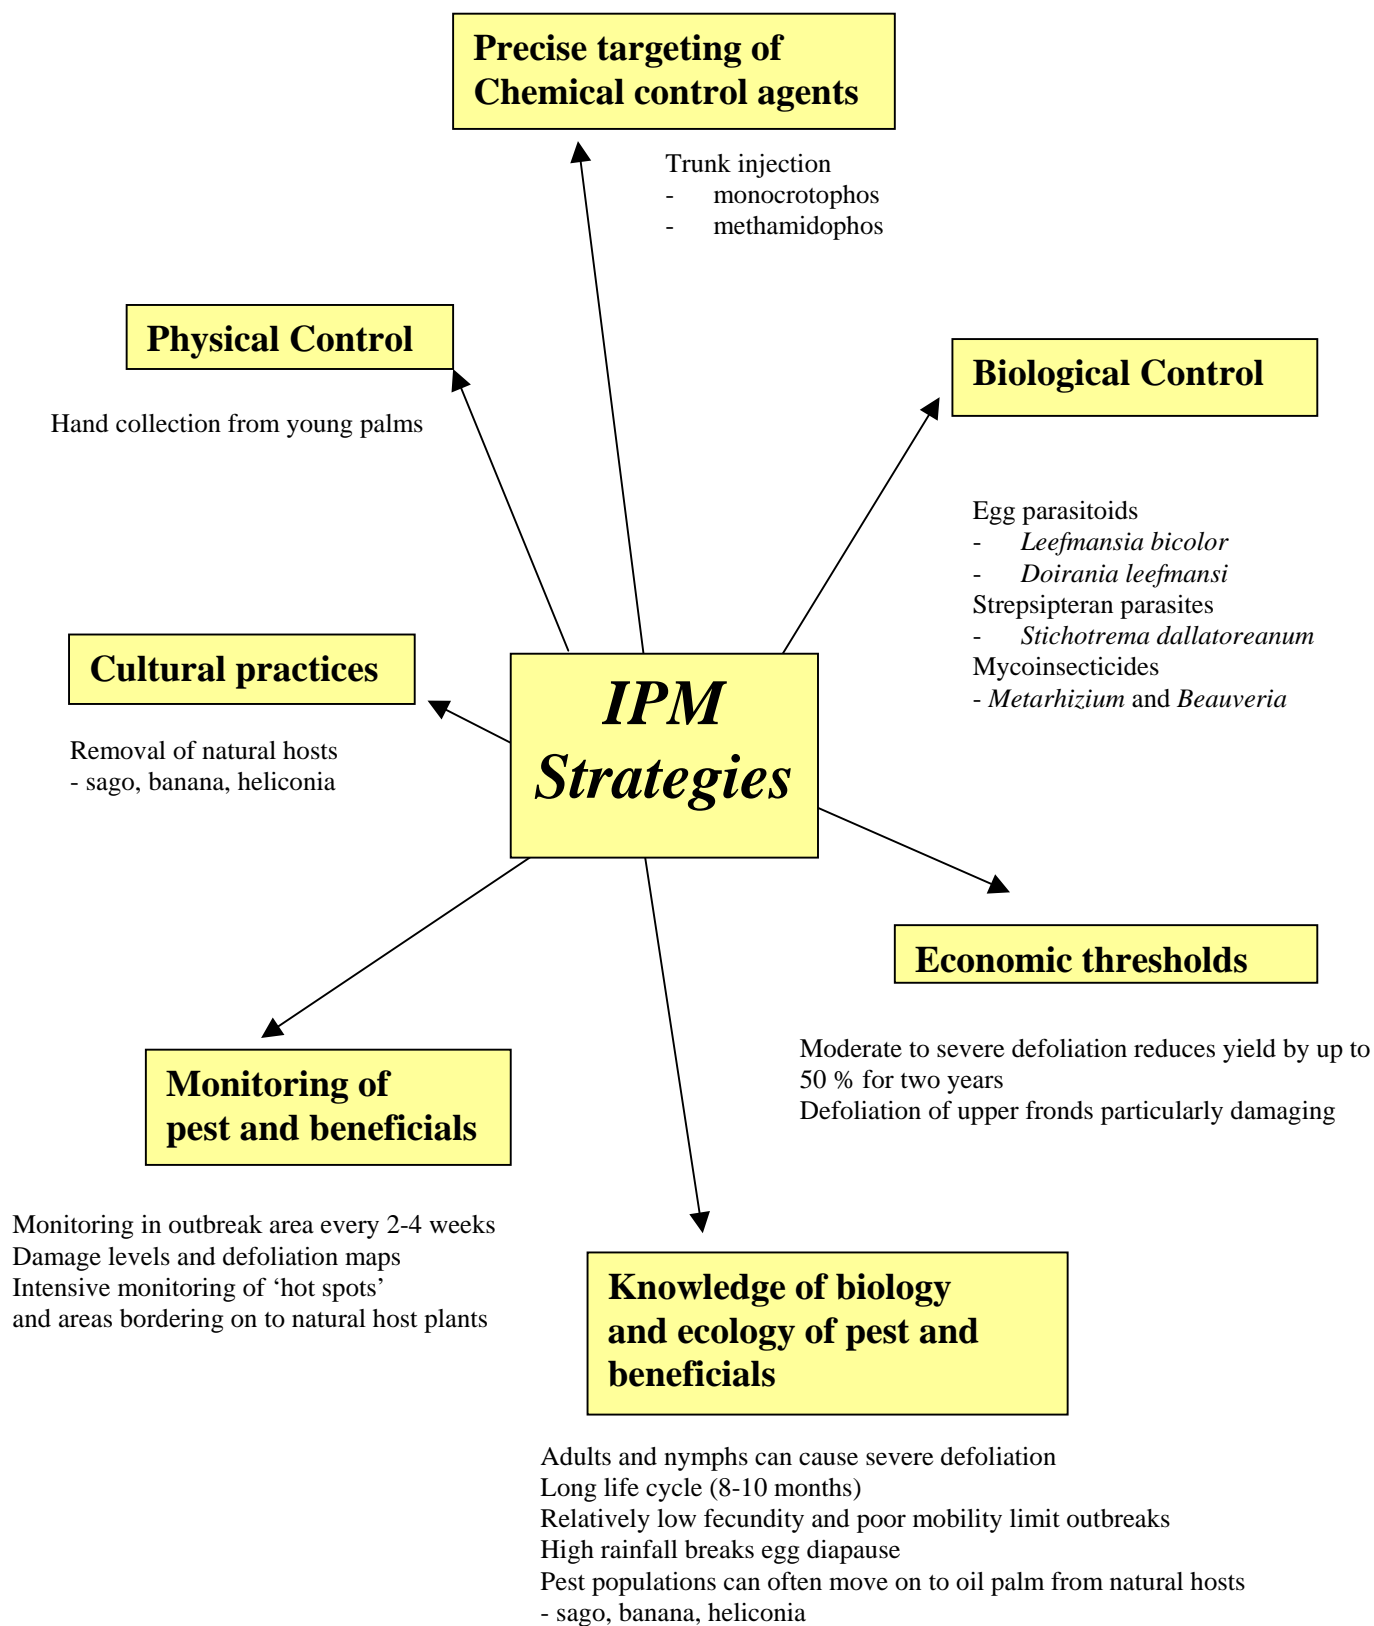 Precise targeting of
Chemical control agents
Trunk injection
- monocrotophos
- methamidophos
Physical Control
Hand collection from young palms
Biological Control
Egg parasitoids
- Leefmansia bicolor
- Doirania leefmansi
Strepsipteran parasites
- Stichotrema dallatoreanum
Mycoinsecticides
- Metarhizium and Beauveria
Cultural practices
Removal of natural hosts
- sago, banana, heliconia
IPM
Strategies
Economic thresholds
Moderate to severe defoliation reduces yield by up to
50 % for two years
Defoliation of upper fronds particularly damaging
Monitoring of
pest and beneficials
Monitoring in outbreak area every 2-4 weeks
Damage levels and defoliation maps
Intensive monitoring of ‘hot spots’
and areas bordering on to natural host plants
Knowledge of biology
and ecology of pest and
beneficials
Adults and nymphs can cause severe defoliation
Long life cycle (8-10 months)
Relatively low fecundity and poor mobility limit outbreaks
High rainfall breaks egg diapause
Pest populations can often move on to oil palm from natural hosts
- sago, banana, heliconia